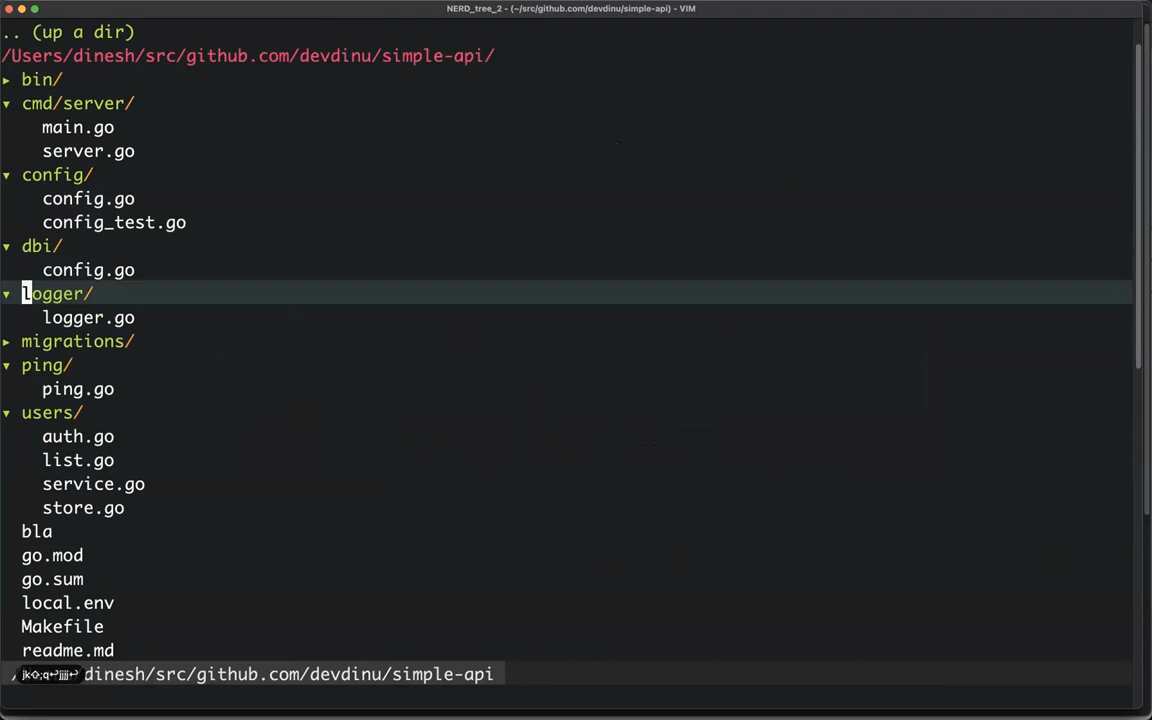 NERD_tree_2 - (~/src/github.com/devdinu/simple-api) - VIM
.. (up a dir)
/Users/dinesh/src/github.com/devdinu/simple-api/
▸ bin/
▾ cmd/server/
main.go
server.go
▾ config/
config.go
config_test.go
▾ dbi/
config.go
▾ logger/
logger.go
▸ migrations/
▾ ping/
ping.go
▾ users/
auth.go
list.go
service.go
store.go
bla
go.mod
go.sum
local.env
Makefile
readme.md
jk⇧;q↩jjjj↩ dinesh/src/github.com/devdinu/simple-api